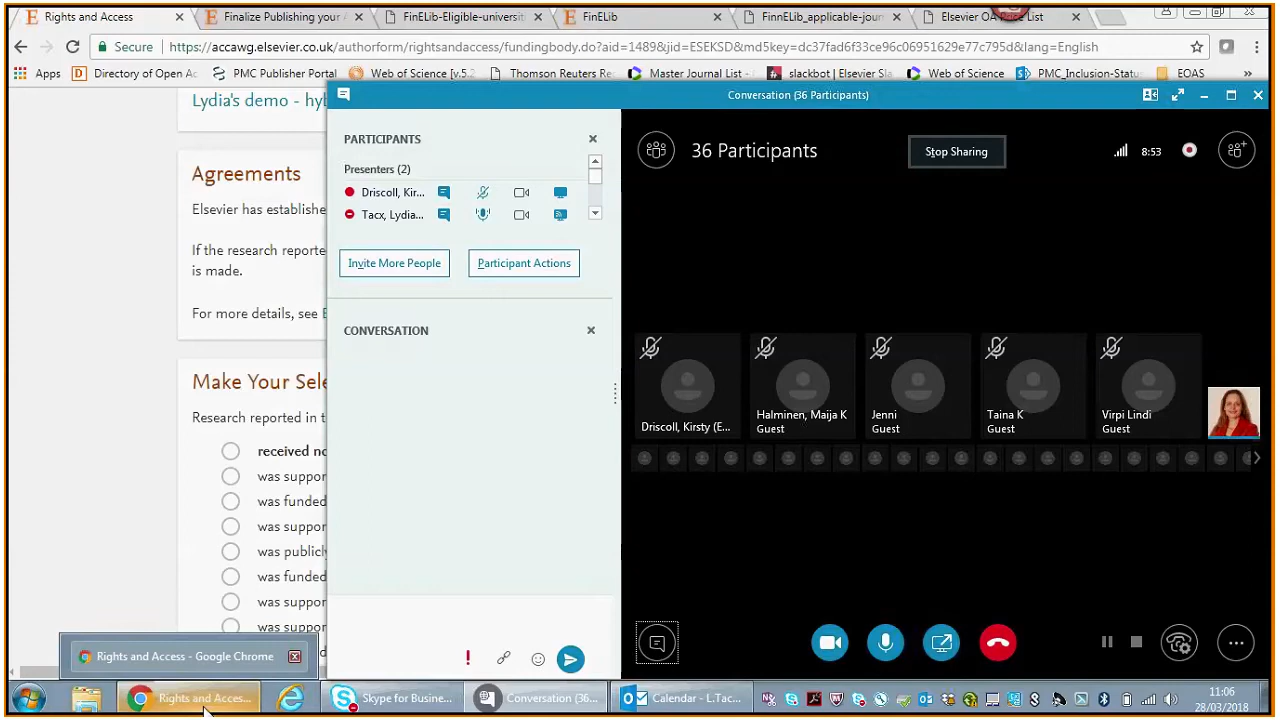 Rights and Access
Finalize Publishing your
FinELib-Eligible-universiti
FinELib
FinnELib_applicable-jour
Elsevier OA Price List
Secure
https://accawg.elsevier.co.uk/authorform/rightsandaccess/fundingbody.do?aid=1489&jid=ESEKSD&md5key=dc37fad6f33ce96c06951629e77c795d&lang=English
Apps
Directory of Open Ac
PMC Publisher Portal
Web of Science [v.5.2
Thomson Reuters Re
Master Journal List -
slackbot | Elsevier Sl
Web of Science
PMC_Inclusion-Statu
EOAS
Lydia's demo - hyb
Agreements
Elsevier has establishe
If the research reporte
is made.
For more details, see
Make Your Sele
Research reported in t
received no
was suppor
was funded
was suppor
was publicly
was funded
was suppor
was suppor
Conversation (36 Participants)
PARTICIPANTS
Presenters (2)
Driscoll, Kir...
Tacx, Lydia...
Invite More People
Participant Actions
CONVERSATION
36 Participants
Stop Sharing
8:53
Driscoll, Kirsty (E...
Halminen, Maija K
Guest
Jenni
Guest
Taina K
Guest
Virpi Lindi
Guest
Rights and Access - Google Chrome
Rights and Acces...
Skype for Busine...
Conversation (36...
Calendar - L.Tac...
11:06
28/03/2018